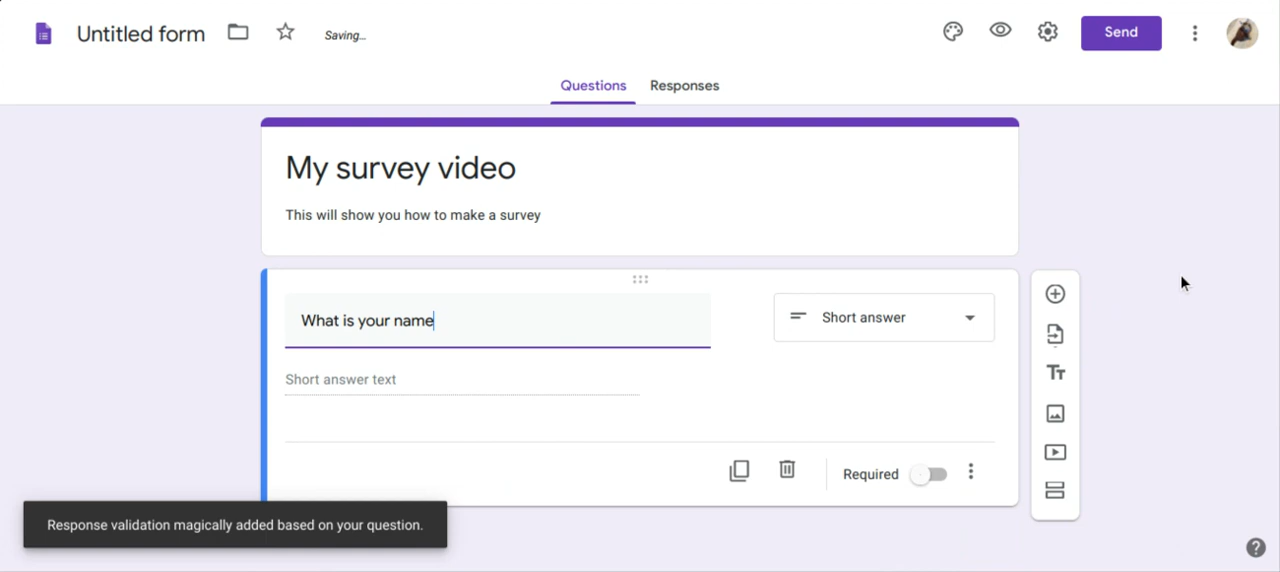 Untitled form
Saving...
Send
Questions
Responses
My survey video
This will show you how to make a survey
What is your name
Short answer
Short answer text
Required
Response validation magically added based on your question.